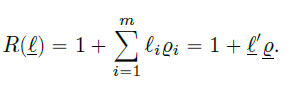 R(ℓ̲) = 1 + ∑_{i=1}^{m} ℓ_i ϱ_i = 1 + ℓ̲′ϱ̲.